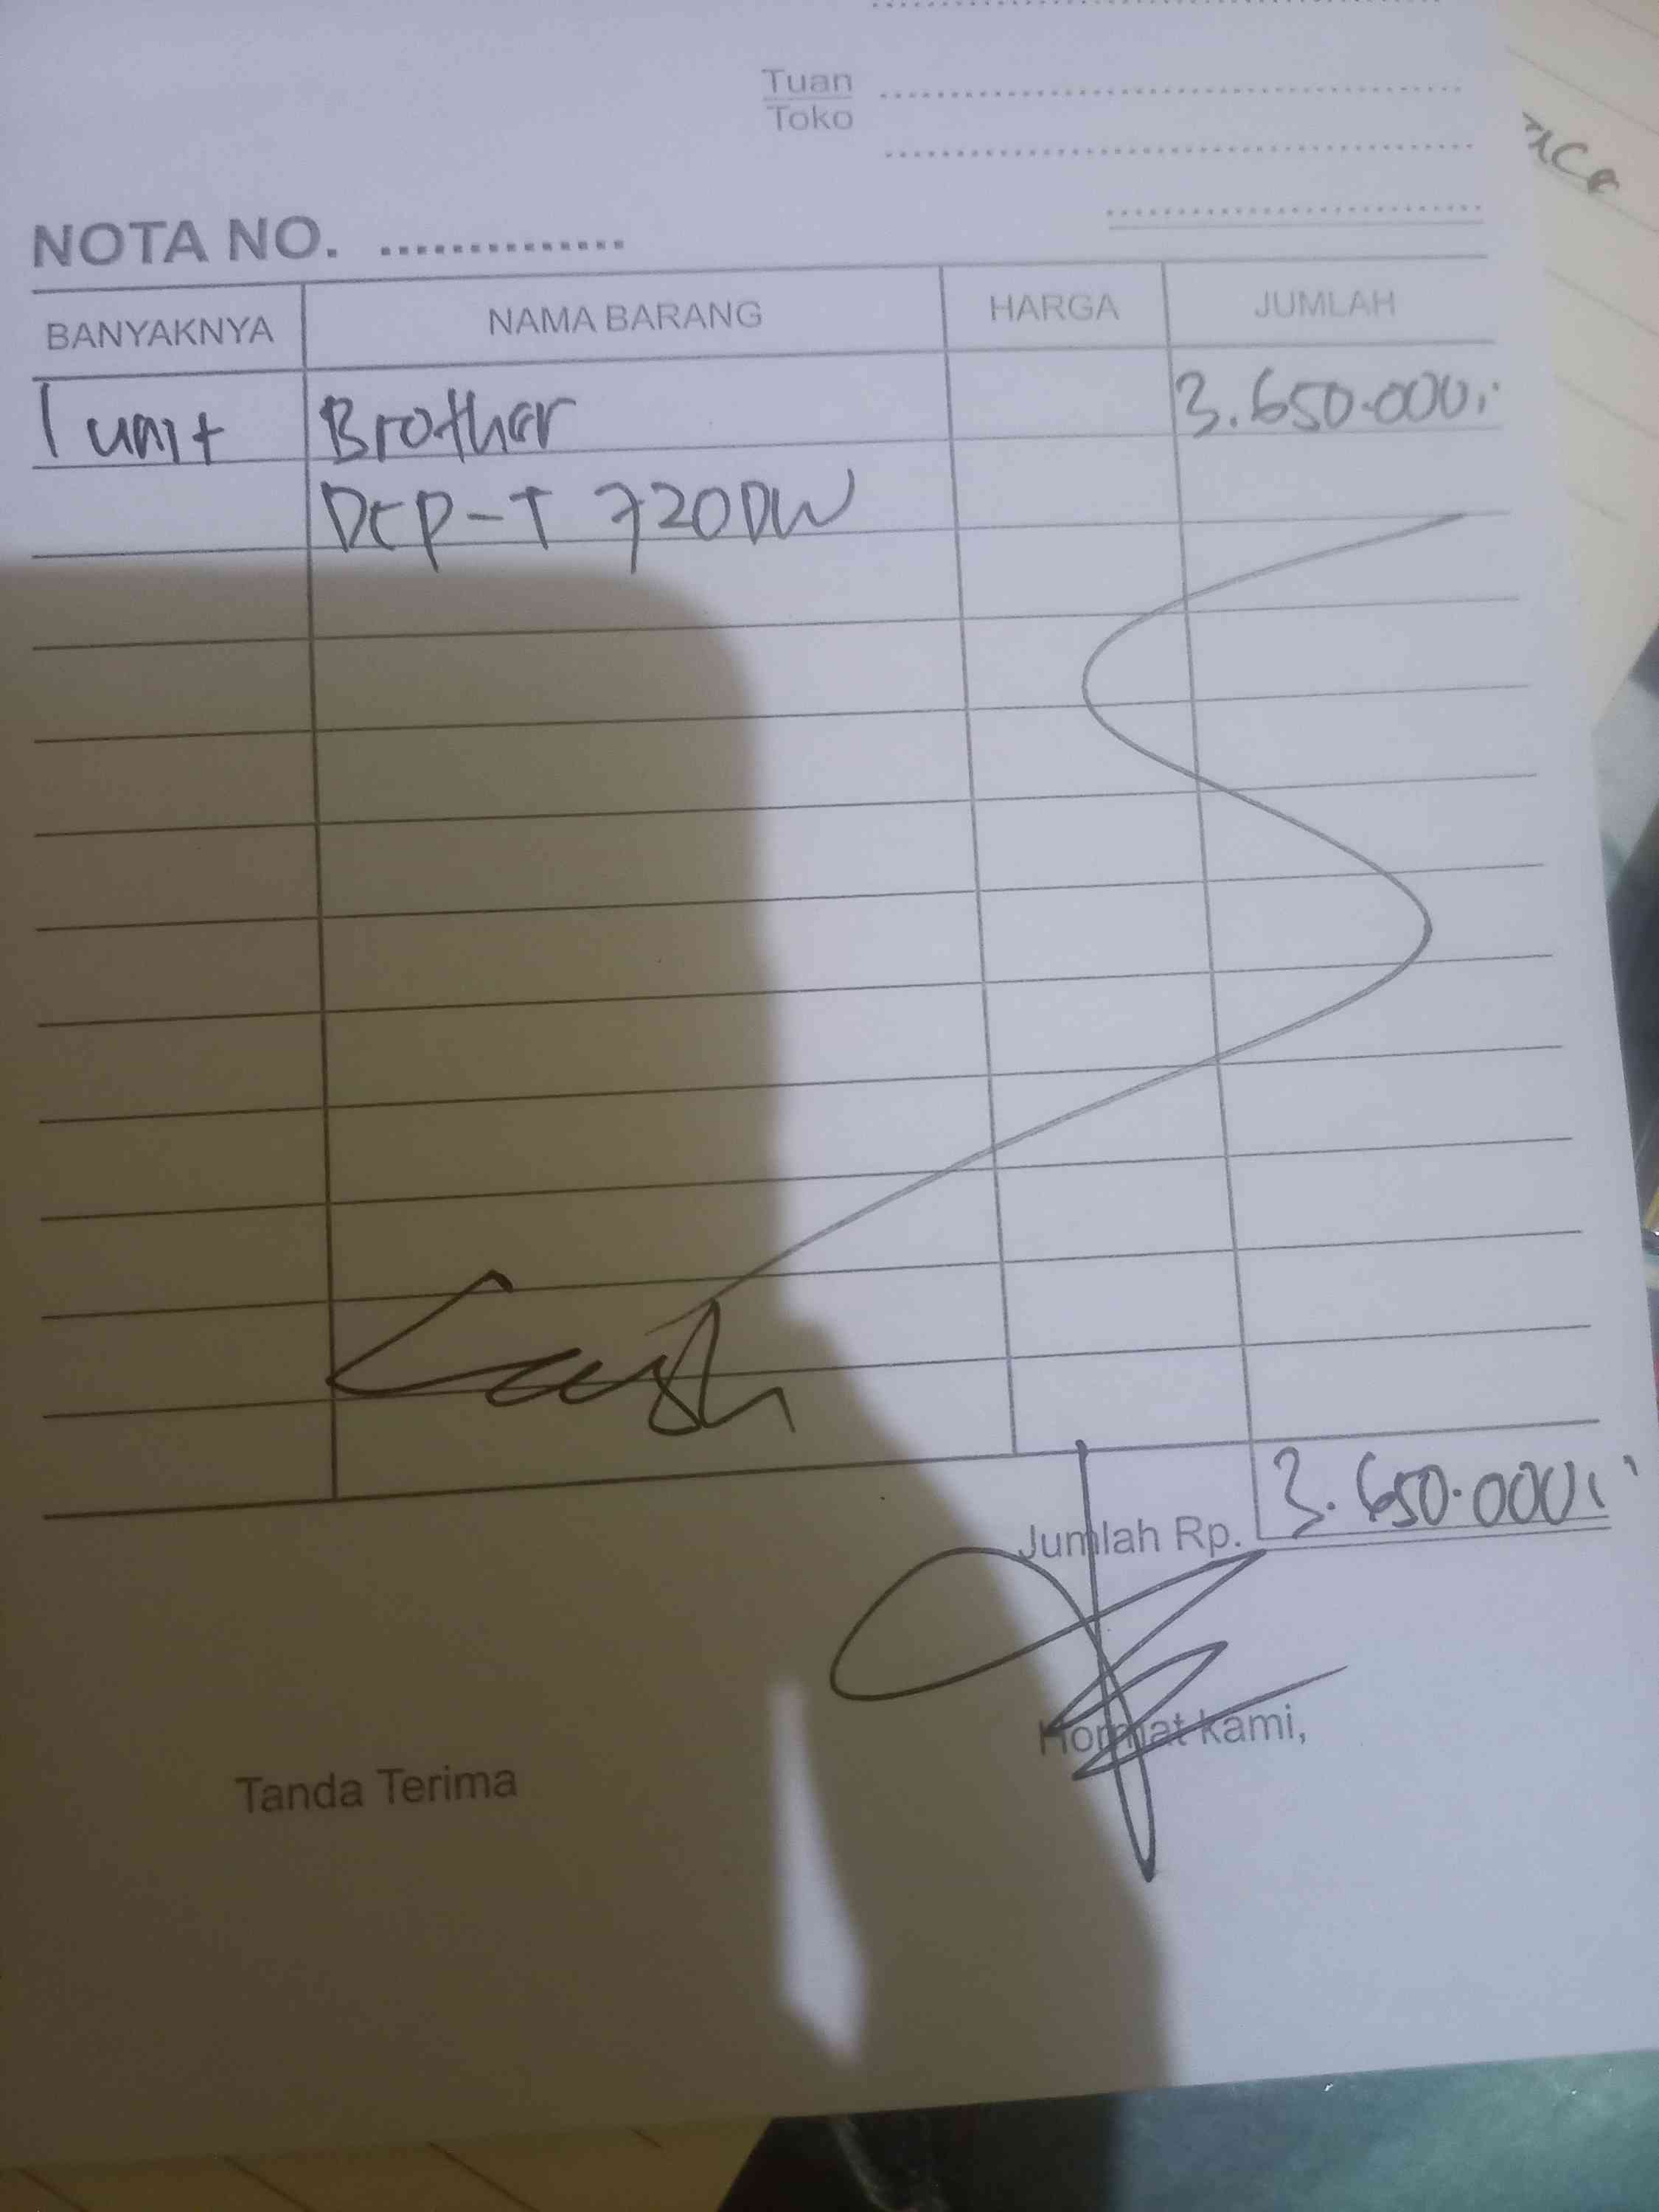 Tuan
Toko
NOTA NO. ..............
BANYAKNYA NAMA BARANG HARGA JUMLAH
1 unit Brother 3.650.000,-
DCP-T 720DW
Cash
Jumlah Rp. 3.650.000,-
Hormat kami,
Tanda Terima